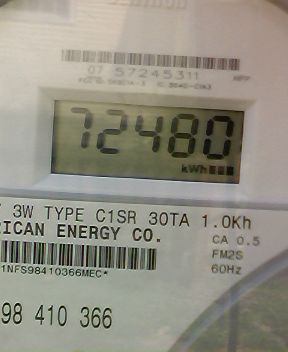 07 57245311
72480
kWh
3W TYPE C1SR 30TA 1.0Kh
RICAN ENERGY CO.
CA 0.5
FM2S
60Hz
1NFS98410366MEC*
98 410 366